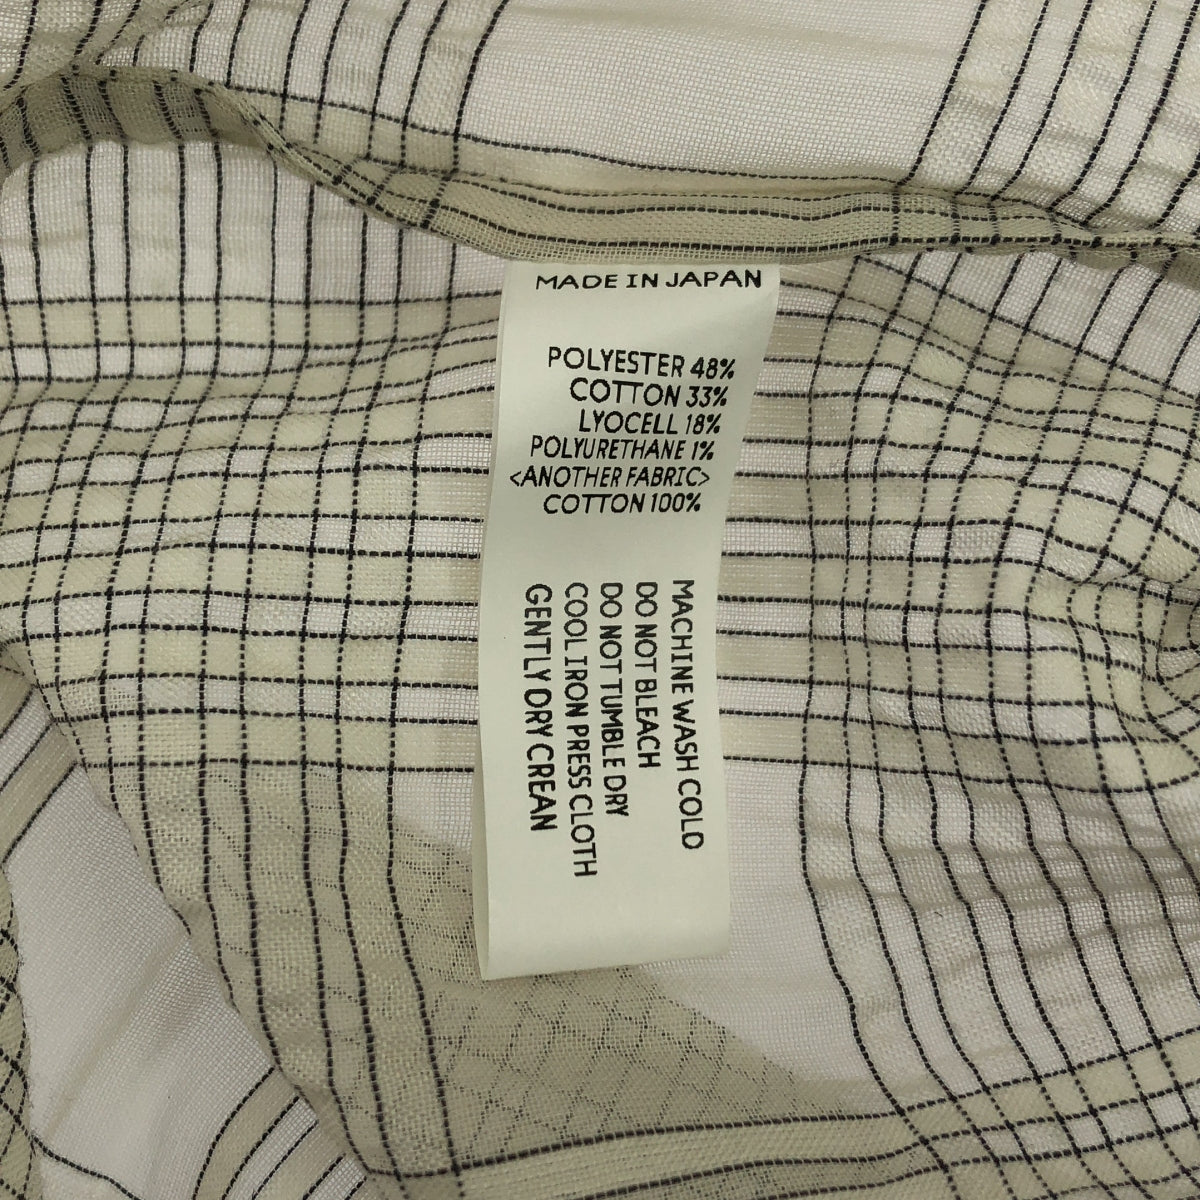 MADE IN JAPAN
POLYESTER 48%
COTTON 33%
LYOCELL 18%
POLYURETHANE 1%
<ANOTHER FABRIC>
COTTON 100%
MACHINE WASH COLD
DO NOT BLEACH
DO NOT TUMBLE DRY
COOL IRON PRESS CLOTH
GENTLY DRY CREAN